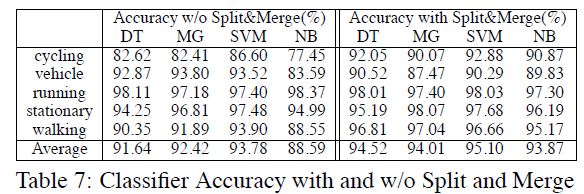 Accuracy w/o Split&Merge(%) Accuracy with Split&Merge(%)
DT MG SVM NB DT MG SVM NB
cycling 82.62 82.41 86.60 77.45 92.05 90.07 92.88 90.87
vehicle 92.87 93.80 93.52 83.59 90.52 87.47 90.29 89.83
running 98.11 97.18 97.40 98.37 98.01 97.40 98.03 97.30
stationary 94.25 96.81 97.48 94.99 95.19 98.07 97.68 96.19
walking 90.35 91.89 93.90 88.55 96.81 97.04 96.66 95.17
Average 91.64 92.42 93.78 88.59 94.52 94.01 95.10 93.87
Table 7: Classifier Accuracy with and w/o Split and Merge